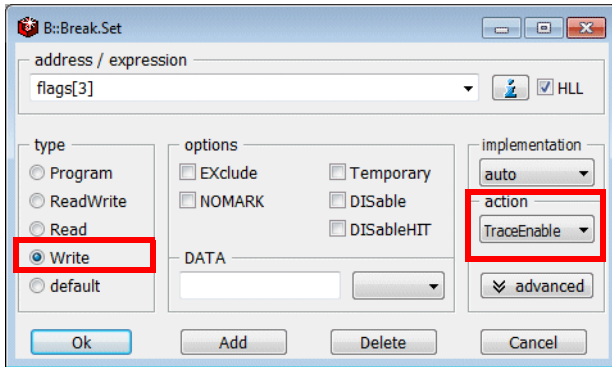 B::Break.Set
address / expression
flags[3]
HLL
type
options
implementation
Program
EXclude
Temporary
auto
ReadWrite
NOMARK
DISable
action
Read
DISableHIT
TraceEnable
Write
DATA
default
advanced
Ok
Add
Delete
Cancel